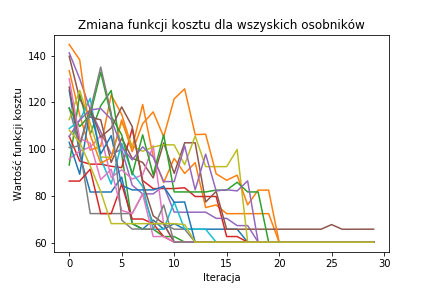 Zmiana funkcji kosztu dla wszyskich osobników
Wartość funkcji kosztu
140
120
100
80
60
0 5 10 15 20 25 30
Iteracja